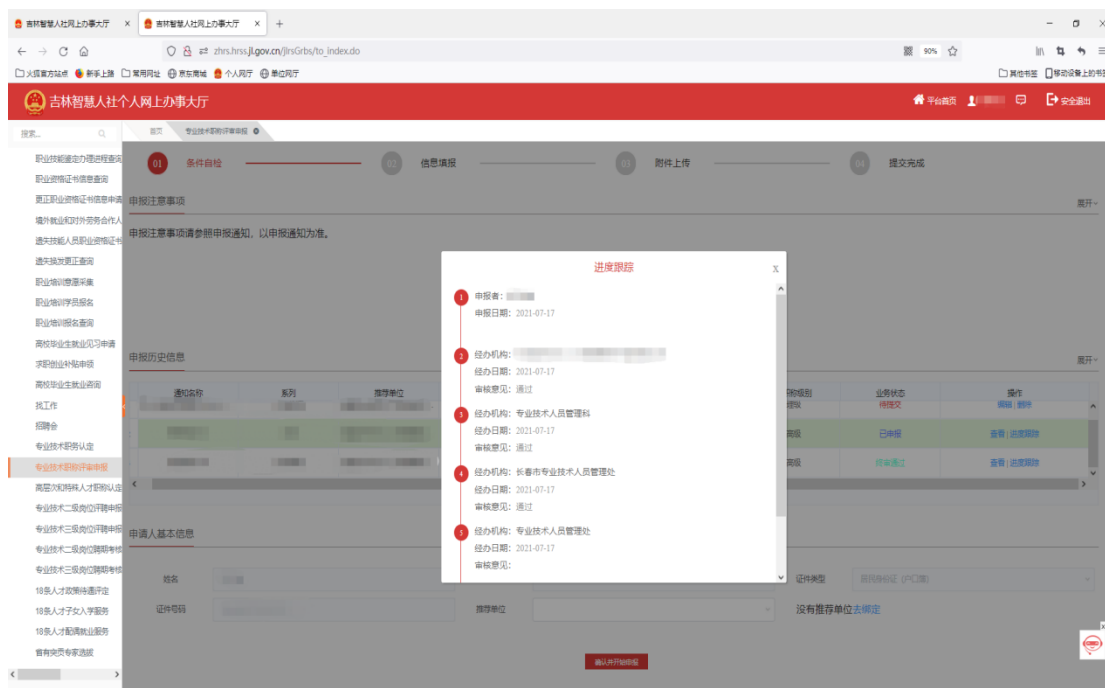 吉林智慧人社网上办事大厅 × 吉林智慧人社网上办事大厅 × +
zhrs.hrss.jl.gov.cn/jlrsGrbs/to_index.do 90%
火狐官方站点 新手上路 常用网址 京东商城 个人网厅 单位网厅 其他书签 移动设备上的书签
吉林智慧人社个人网上办事大厅 平台首页 安全退出
搜索... 首页 专业技术职称评审申报
01 条件自检 02 信息填报 03 附件上传 04 提交完成
职业技能鉴定办理进程查询
职业资格证书信息查询
更正职业资格证书信息申请
境外就业和对外劳务合作人
遗失技能人员职业资格证书
遗失换发更正查询
职业培训意愿采集
职业培训学员报名
职业培训报名查询
高校毕业生就业见习申请
求职创业补贴申领
高校毕业生就业咨询
找工作
招聘会
专业技术职务认定
专业技术职称评审申报
高层次和特殊人才职称认定
专业技术二级岗位评聘申报
专业技术三级岗位评聘申报
专业技术二级岗位聘期考核
专业技术三级岗位聘期考核
18条人才政策待遇评定
18条人才子女入学服务
18条人才配偶就业服务
省有突贡专家选拔
申报注意事项 展开
申报注意事项请参照申报通知，以申报通知为准。
申报历史信息 展开
通知名称 系列 推荐单位 职称级别 业务状态 操作
待提交 编辑 | 删除
高级 已申报 查看 | 进度跟踪
高级 评审通过 查看 | 进度跟踪
进度跟踪 x
1 申报者：
申报日期：2021-07-17
2 经办机构：
经办日期：2021-07-17
审核意见：通过
3 经办机构：专业技术人员管理科
经办日期：2021-07-17
审核意见：通过
4 经办机构：长春市专业技术人员管理处
经办日期：2021-07-17
审核意见：通过
5 经办机构：专业技术人员管理处
经办日期：2021-07-17
审核意见：
申请人基本信息
姓名 证件类型 居民身份证（户口簿）
证件号码 推荐单位 没有推荐单位去绑定
确认并开始申报